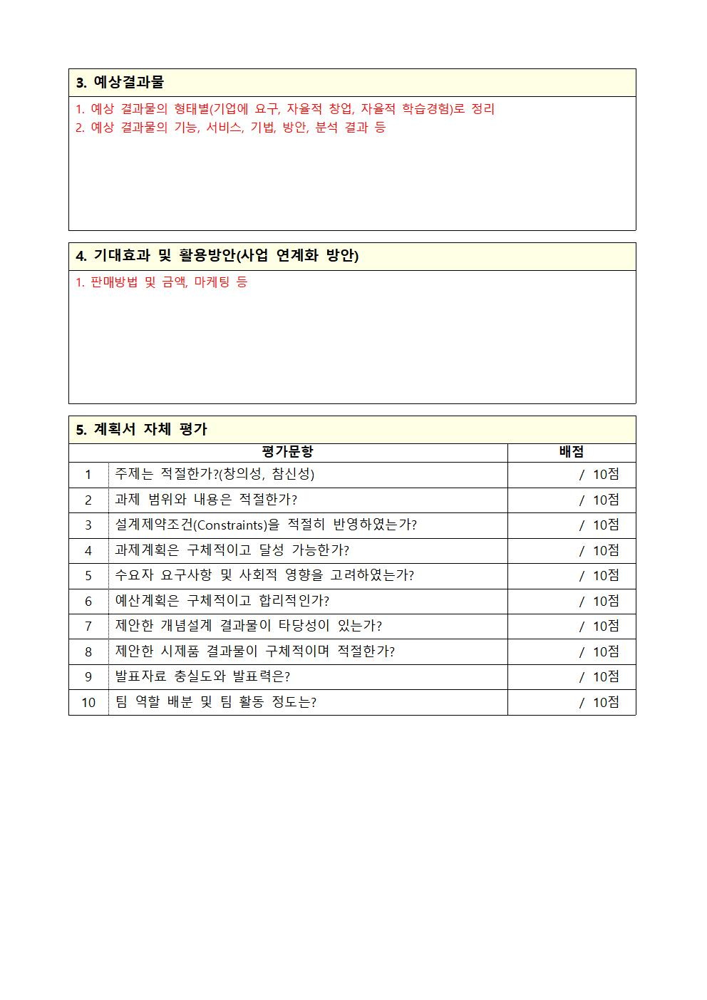 3. 예상결과물
1. 예상 결과물의 형태별(기업에 요구, 자율적 창업, 자율적 학습경험)로 정리
2. 예상 결과물의 기능, 서비스, 기법, 방안, 분석 결과 등
4. 기대효과 및 활용방안(사업 연계화 방안)
1. 판매방법 및 금액, 마케팅 등
5. 계획서 자체 평가
평가문항 배점
1 주제는 적절한가?(창의성, 참신성) / 10점
2 과제 범위와 내용은 적절한가? / 10점
3 설계제약조건(Constraints)을 적절히 반영하였는가? / 10점
4 과제계획은 구체적이고 달성 가능한가? / 10점
5 수요자 요구사항 및 사회적 영향을 고려하였는가? / 10점
6 예산계획은 구체적이고 합리적인가? / 10점
7 제안한 개념설계 결과물이 타당성이 있는가? / 10점
8 제안한 시제품 결과물이 구체적이며 적절한가? / 10점
9 발표자료 충실도와 발표력은? / 10점
10 팀 역할 배분 및 팀 활동 정도는? / 10점